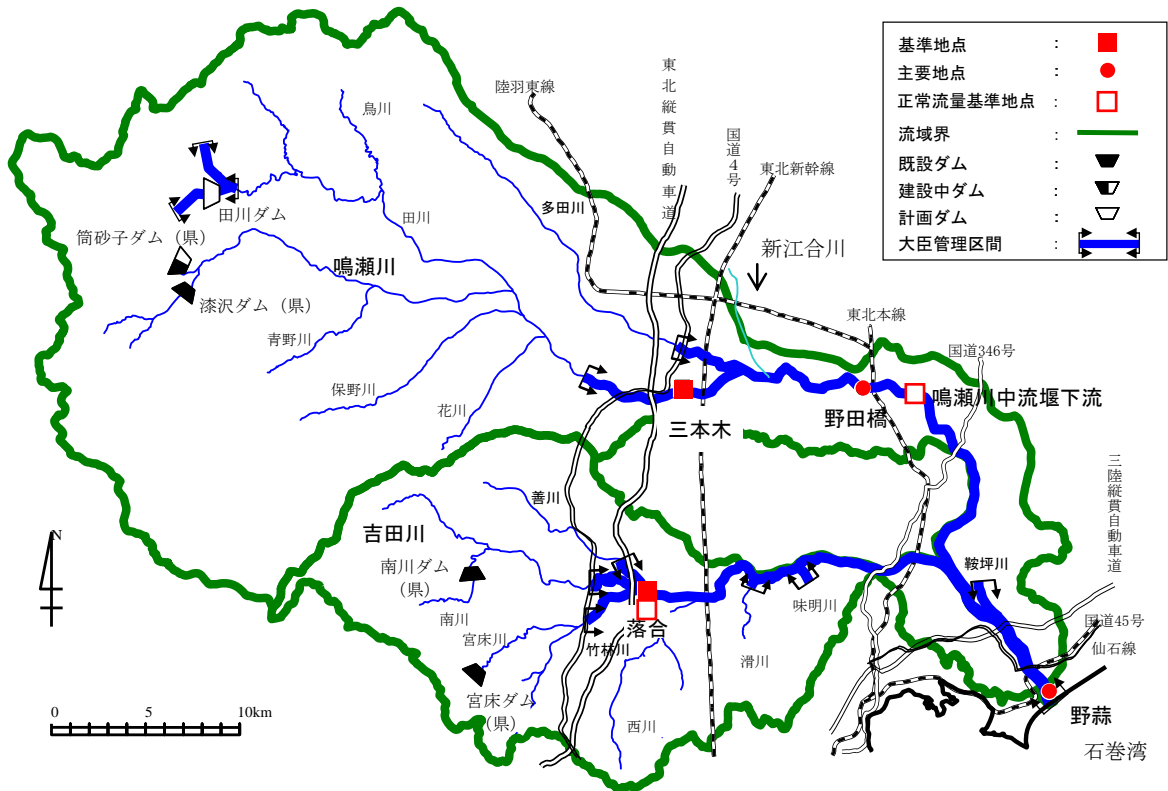 基準地点 :
主要地点 :
正常流量基準地点 :
流域界 :
既設ダム :
建設中ダム :
計画ダム :
大臣管理区間 :
陸羽東線
東北縦貫自動車道
国道4号
東北新幹線
鳥川
多田川
田川
田川ダム
筒砂子ダム（県）
鳴瀬川
新江合川
漆沢ダム（県）
東北本線
国道346号
青野川
保野川
花川
三本木
野田橋
鳴瀬川中流堰下流
三陸縦貫自動車道
善川
吉田川
N
南川ダム
（県）
鞍坪川
南川
味明川
宮床川
落合
国道45号
竹林川
滑川
仙石線
宮床ダム
（県）
西川
野蒜
石巻湾
0 5 10km